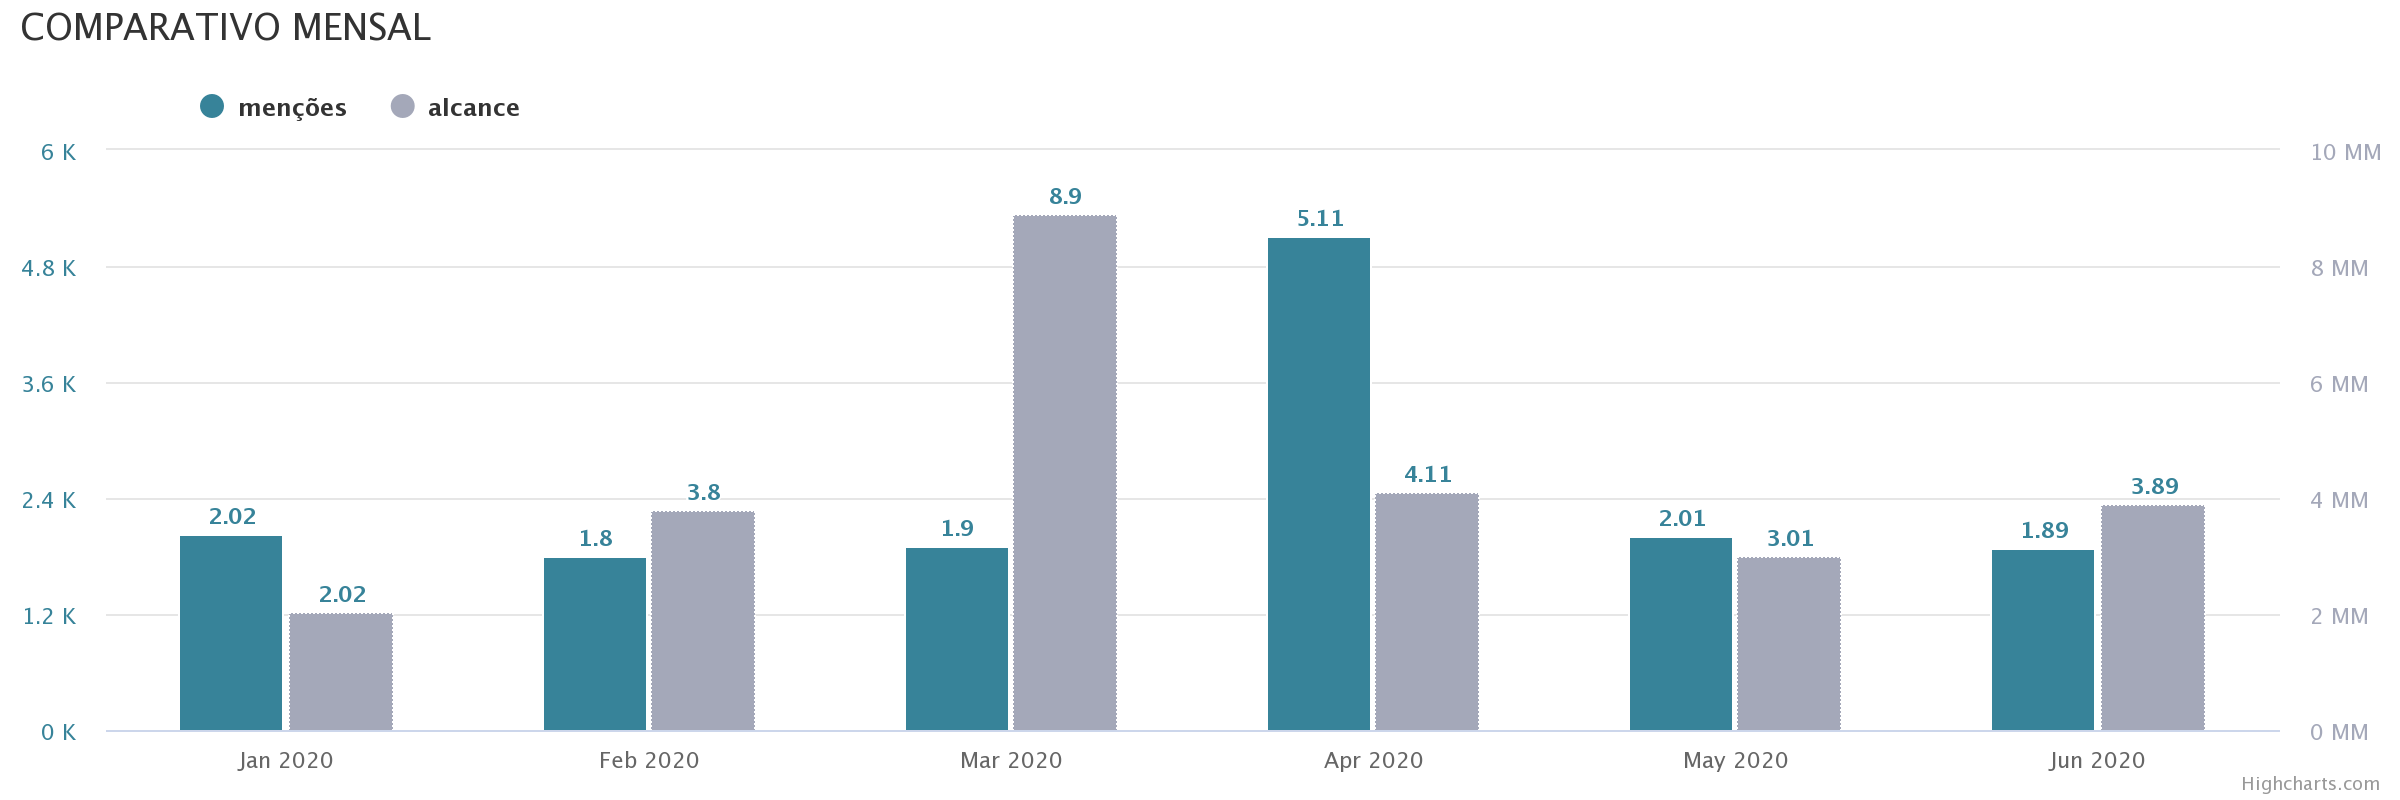 COMPARATIVO MENSAL
menções alcance
6 K 10 MM
8.9
5.11
4.8 K 8 MM
3.6 K 6 MM
4.11
3.89
3.8
2.4 K 4 MM
2.02
2.01
1.9
1.89
1.8 3.01
2.02
1.2 K 2 MM
0 K 0 MM
Jan 2020 Feb 2020 Mar 2020 Apr 2020 May 2020 Jun 2020
Highcharts.com